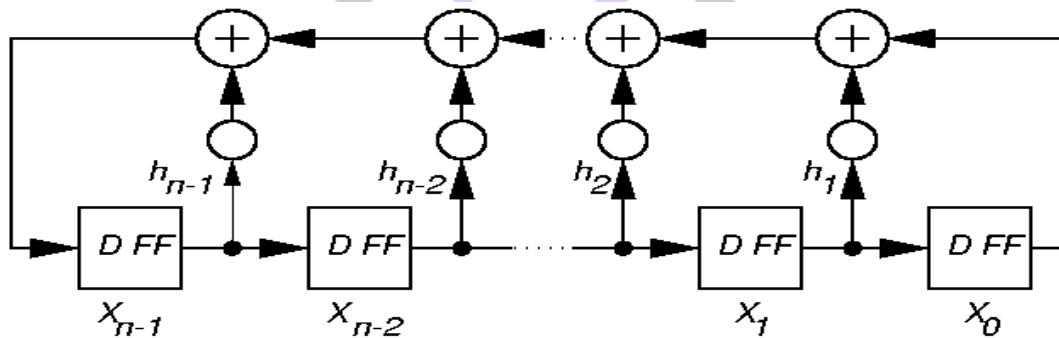 + + + +
h_{n-1} h_{n-2} h_2 h_1
D FF D FF D FF D FF
X_{n-1} X_{n-2} X_1 X_0